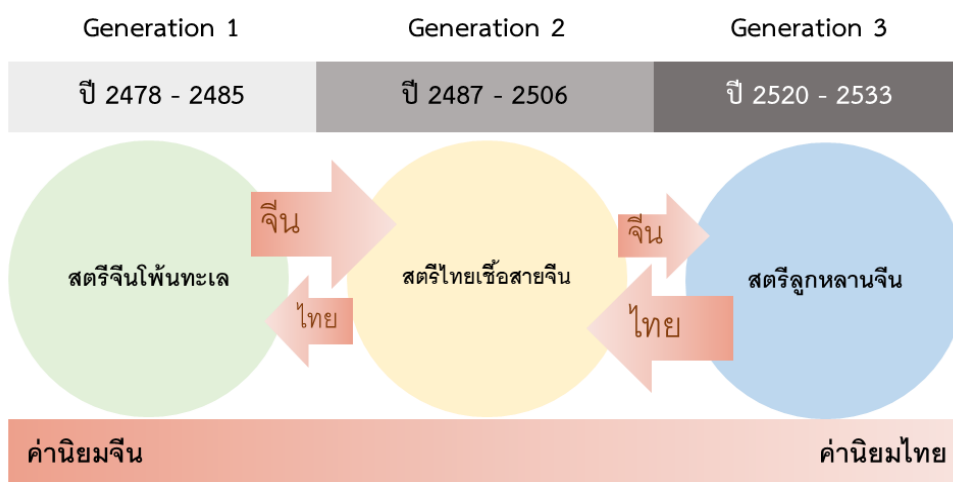 Generation 1
Generation 2
Generation 3
ปี 2478 - 2485
ปี 2487 - 2506
ปี 2520 - 2533
จีน
จีน
สตรีจีนโพ้นทะเล
สตรีไทยเชื้อสายจีน
สตรีลูกหลานจีน
ไทย
ไทย
ค่านิยมจีน
ค่านิยมไทย